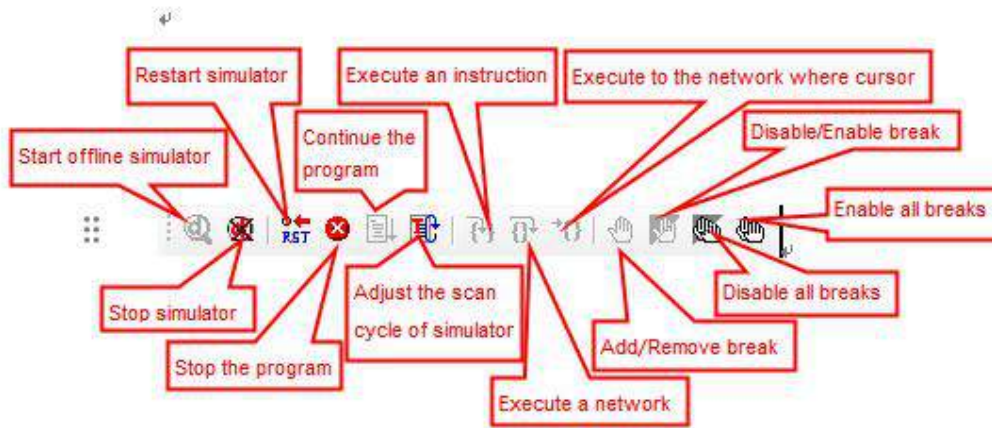 Restart simulator
Execute an instruction
Execute to the network where cursor
Start offline simulator
Continue the
program
Disable/Enable break
Enable all breaks
RST
Stop simulator
Adjust the scan
cycle of simulator
Disable all breaks
Stop the program
Add/Remove break
Execute a network